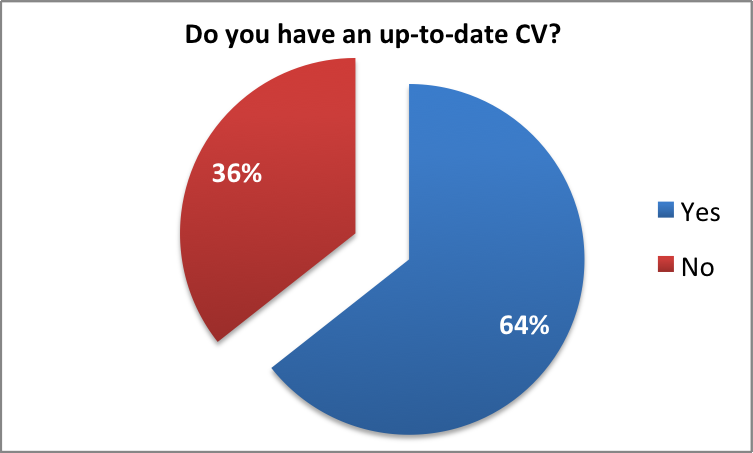 Do you have an up-to-date CV?
36%
Yes
No
64%